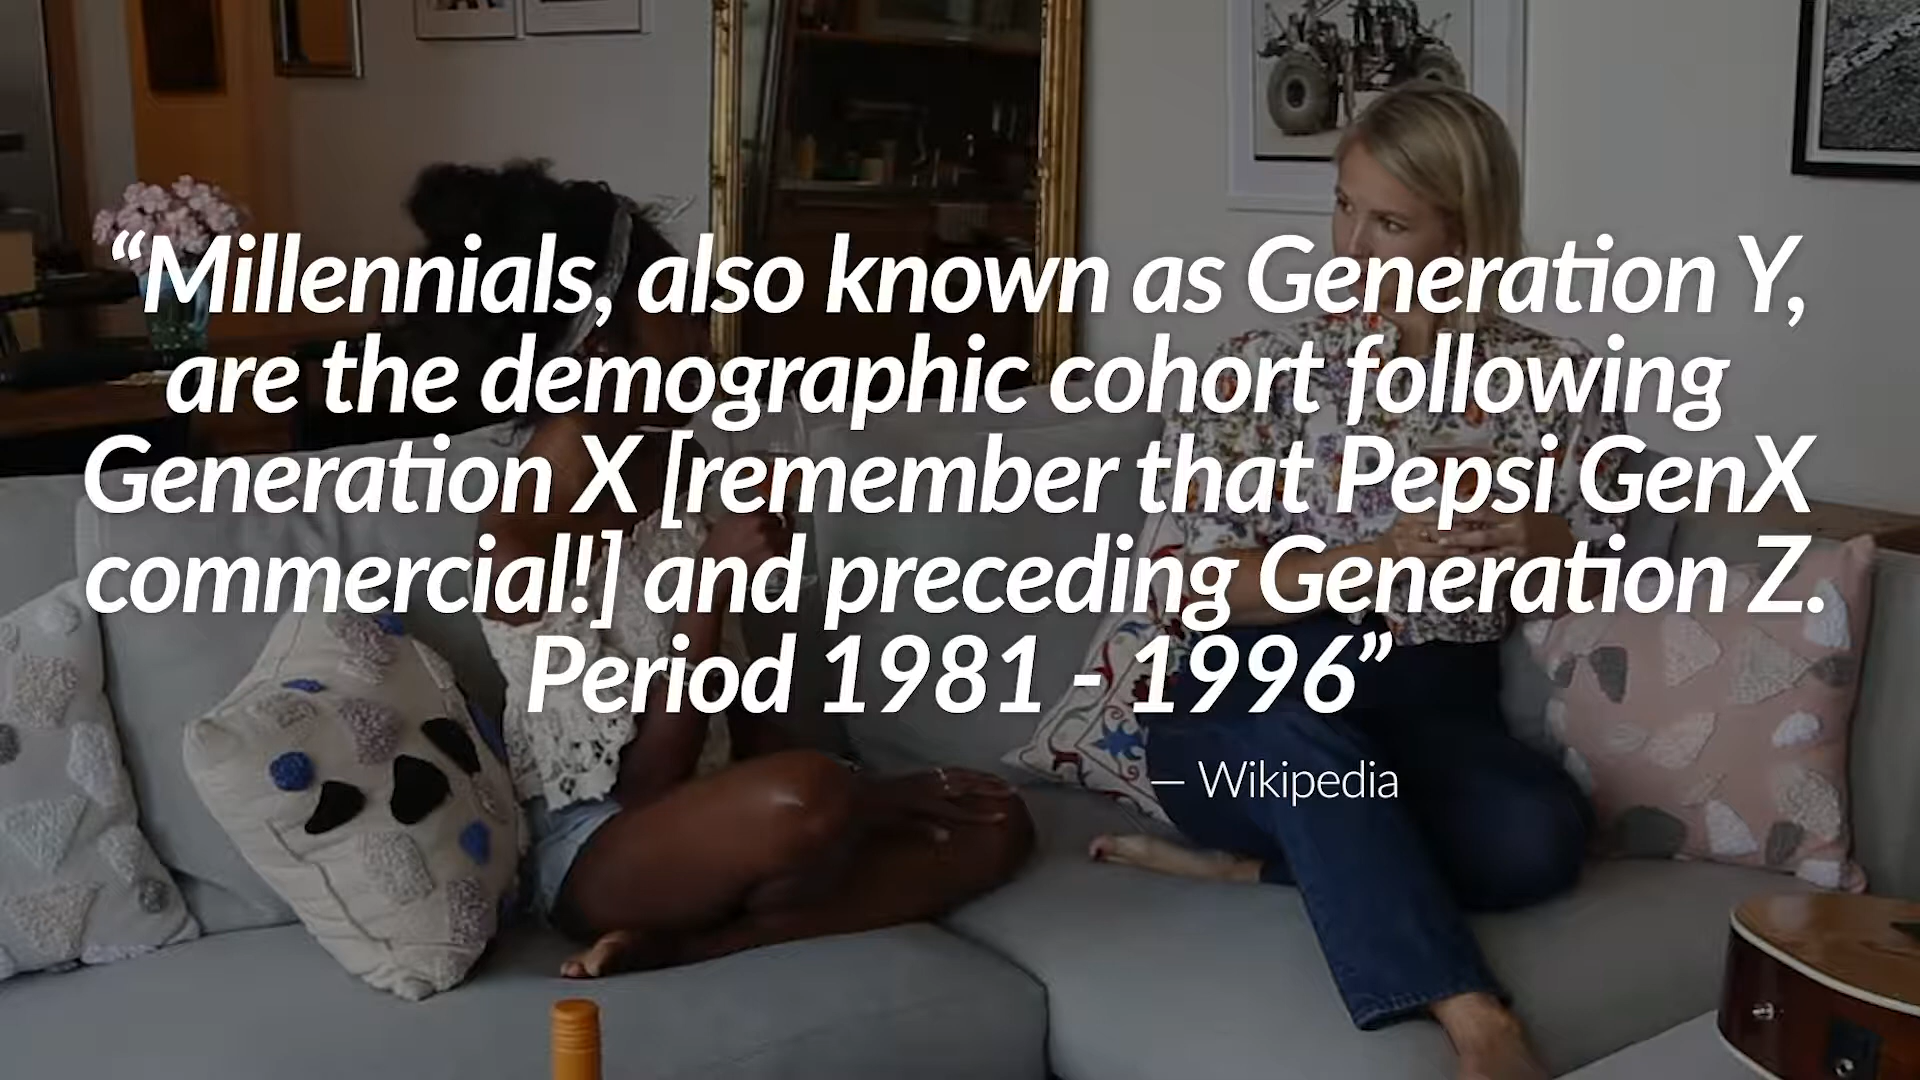 “Millennials, also known as Generation Y,
are the demographic cohort following
Generation X [remember that Pepsi GenX
commercial!] and preceding Generation Z.
Period 1981 - 1996”
— Wikipedia